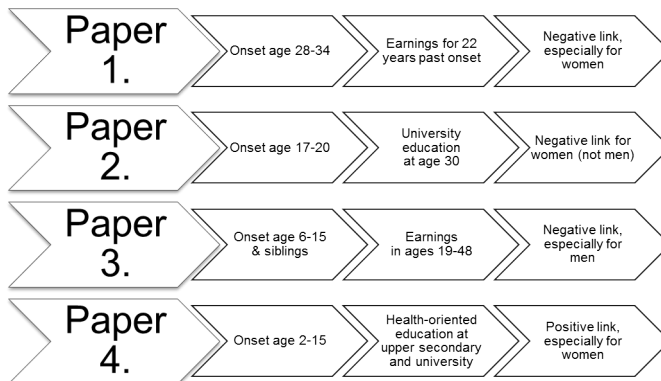 Paper
1.
Onset age 28-34
Earnings for 22
years past onset
Negative link,
especially for
women
Paper
2.
Onset age 17-20
University
education
at age 30
Negative link for
women (not men)
Paper
3.
Onset age 6-15
& siblings
Earnings
in ages 19-48
Negative link,
especially for
men
Paper
4.
Onset age 2-15
Health-oriented
education at
upper secondary
and university
Positive link,
especially for
women